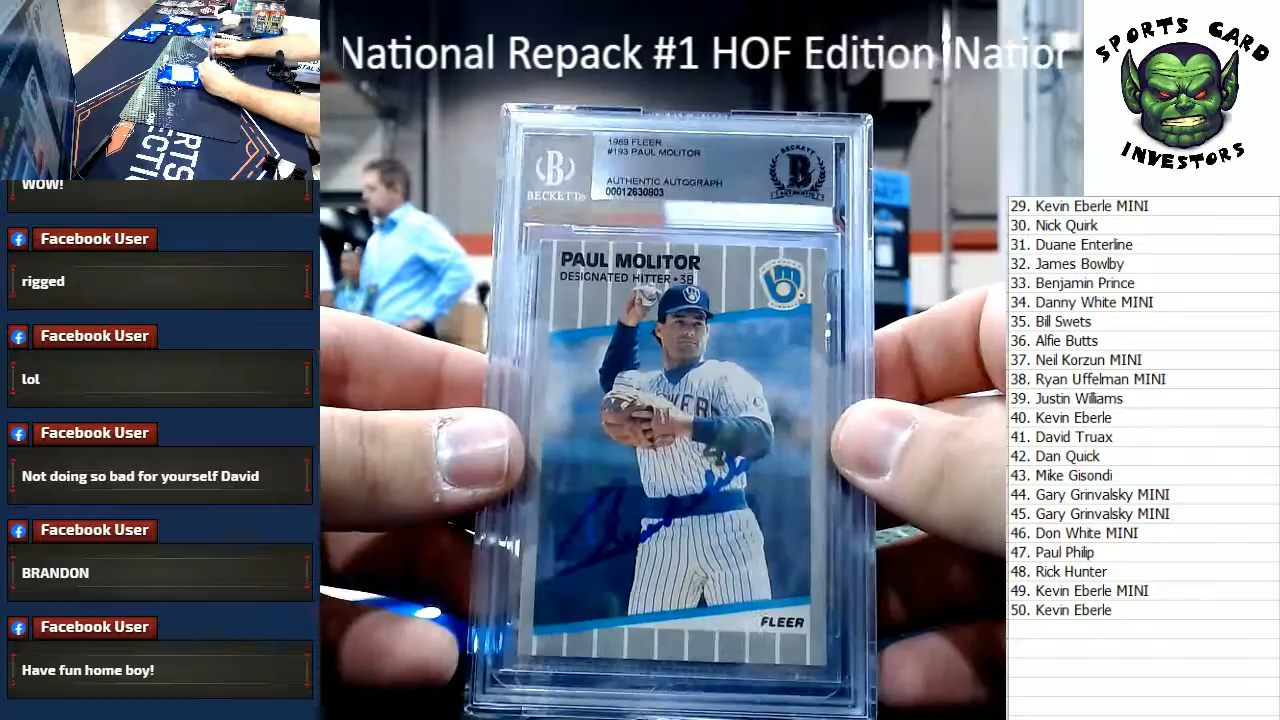 National Repack #1 HOF Edition
SPORTS CARD
INVESTORS
WOW!
Facebook User
rigged
Facebook User
lol
Facebook User
Not doing so bad for yourself David
Facebook User
BRANDON
Facebook User
Have fun home boy!
1989 FLEER
#193 PAUL MOLITOR
AUTHENTIC AUTOGRAPH
00012630803
BECKETT
BECKETT
PAUL MOLITOR
DESIGNATED HITTER • 3B
FLEER
29. Kevin Eberle MINI
30. Nick Quirk
31. Duane Enterline
32. James Bowlby
33. Benjamin Prince
34. Danny White MINI
35. Bill Swets
36. Alfie Butts
37. Neil Korzun MINI
38. Ryan Uffelman MINI
39. Justin Williams
40. Kevin Eberle
41. David Truax
42. Dan Quick
43. Mike Gisondi
44. Gary Grinvalsky MINI
45. Gary Grinvalsky MINI
46. Don White MINI
47. Paul Philip
48. Rick Hunter
49. Kevin Eberle MINI
50. Kevin Eberle